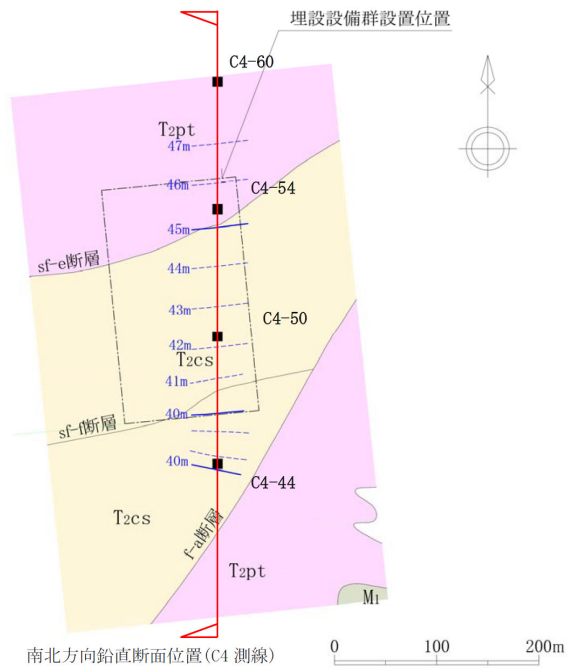 埋設設備群設置位置
C4-60
T2pt
47m
46m
C4-54
45m
sf-e断層
44m
43m
C4-50
42m
T2cs
41m
40m
sf-f断層
40m
C4-44
T2cs
f-a断層
T2pt
M1
南北方向鉛直断面位置(C4 測線)
0 100 200m